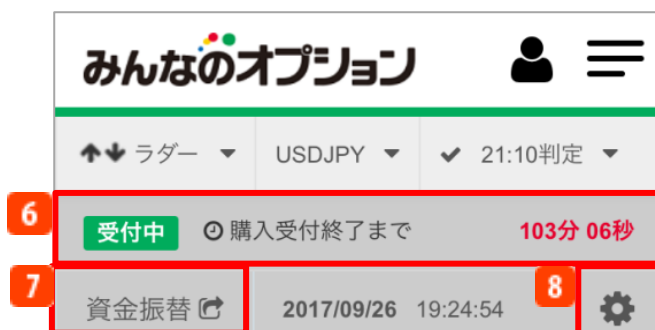 みんなのオプション
ラダー USDJPY 21:10判定
6
受付中 購入受付終了まで 103分 06秒
7 8
資金振替 2017/09/26 19:24:54